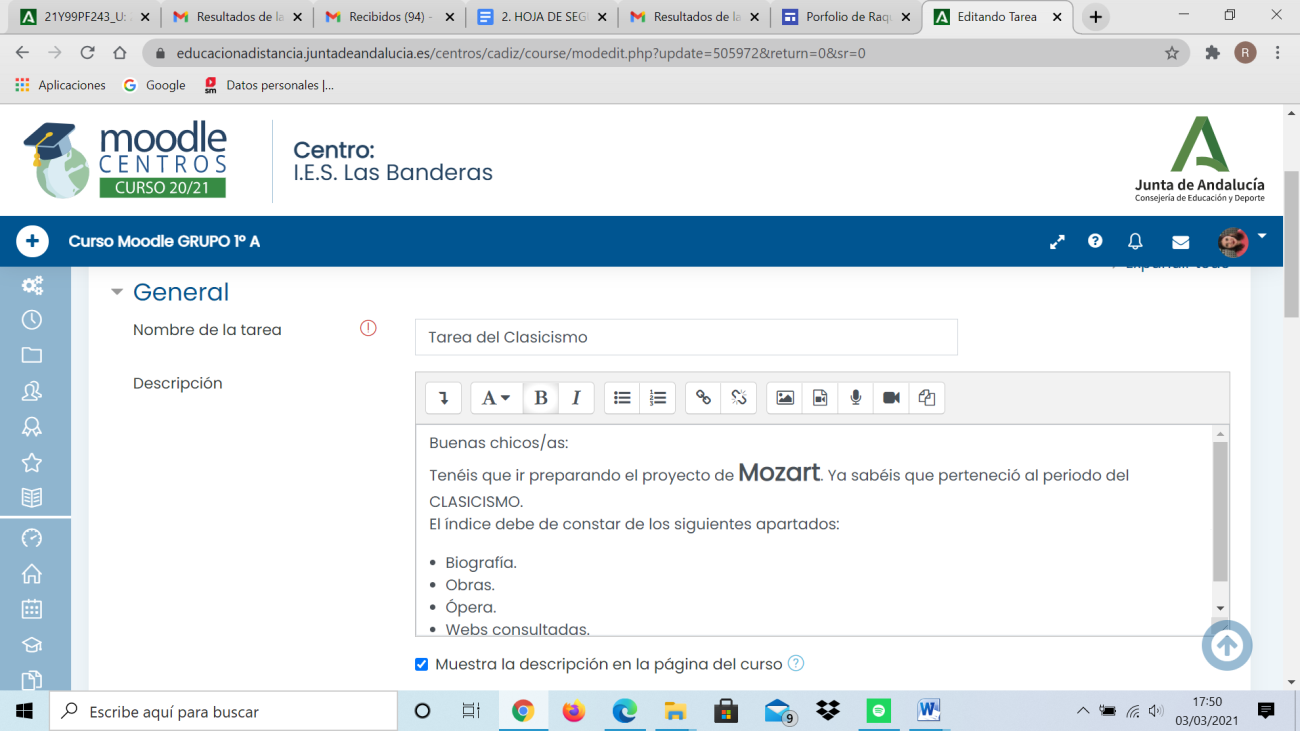 21Y99PF243_U:
Resultados de la
Recibidos (94) -
2. HOJA DE SEG
Resultados de la
Porfolio de Raqu
Editando Tarea
educacionadistancia.juntadeandalucia.es/centros/cadiz/course/modedit.php?update=505972&return=0&sr=0
R
Aplicaciones
Google
sm
Datos personales |...
moodle
CENTROS
CURSO 20/21
Centro:
I.E.S. Las Banderas
Junta de Andalucía
Consejería de Educación y Deporte
Curso Moodle GRUPO 1º A
Expandir todo
General
Nombre de la tarea
Tarea del Clasicismo
Descripción
A B I
Buenas chicos/as:
Tenéis que ir preparando el proyecto de Mozart. Ya sabéis que perteneció al periodo del
CLASICISMO.
El índice debe de constar de los siguientes apartados:
• Biografía.
• Obras.
• Ópera.
• Webs consultadas.
Muestra la descripción en la página del curso
Escribe aquí para buscar
9
W
17:50
03/03/2021